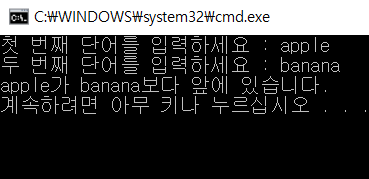 C:₩WINDOWS₩system32₩cmd.exe
첫 번째 단어를 입력하세요 : apple
두 번째 단어를 입력하세요 : banana
apple가 banana보다 앞에 있습니다.
계속하려면 아무 키나 누르십시오 . . .